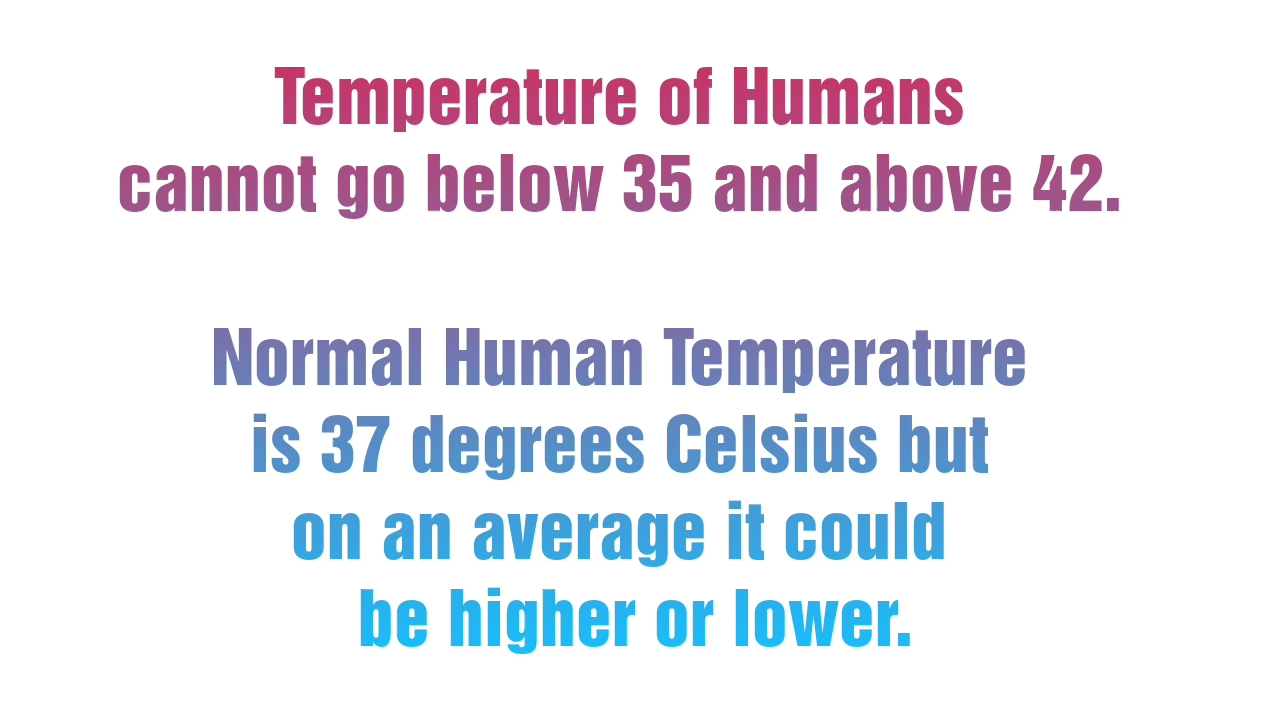 Temperature of Humans
cannot go below 35 and above 42.
Normal Human Temperature
is 37 degrees Celsius but
on an average it could
be higher or lower.